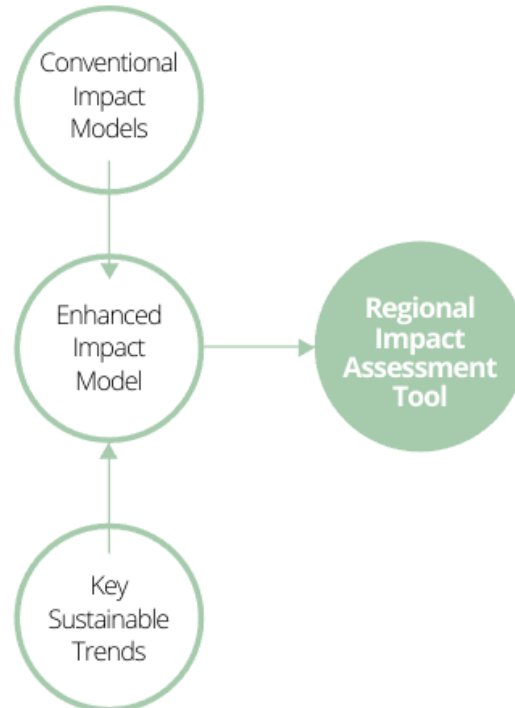 Conventional
Impact
Models
Enhanced
Impact
Model
Regional
Impact
Assessment
Tool
Key
Sustainable
Trends